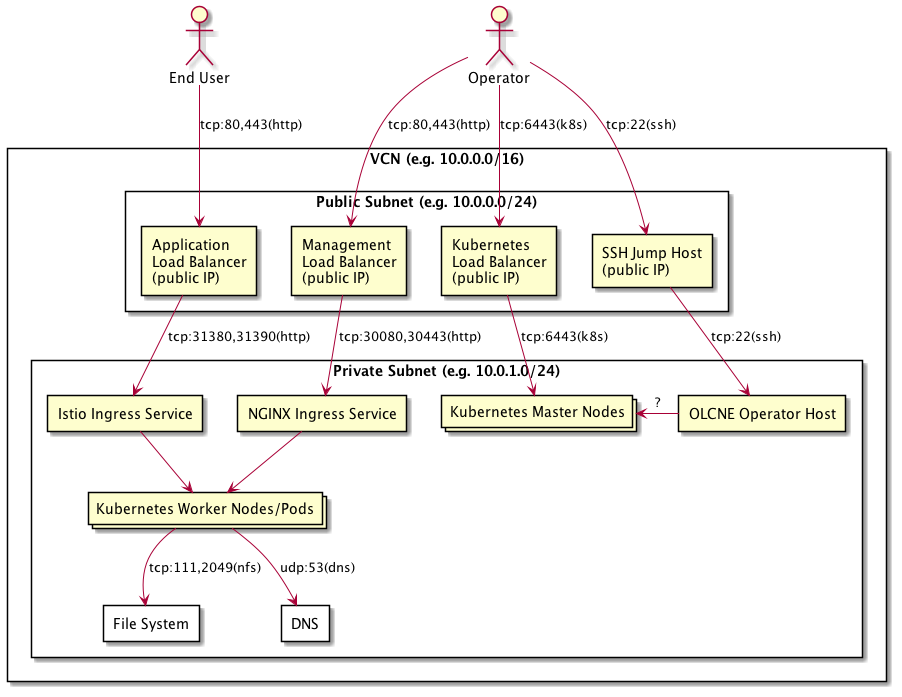 End User
Operator
tcp:80,443(http)
tcp:80,443(http)
tcp:6443(k8s)
tcp:22(ssh)
VCN (e.g. 10.0.0.0/16)
Public Subnet (e.g. 10.0.0.0/24)
Application
Load Balancer
(public IP)
Management
Load Balancer
(public IP)
Kubernetes
Load Balancer
(public IP)
SSH Jump Host
(public IP)
tcp:31380,31390(http)
tcp:30080,30443(http)
tcp:6443(k8s)
tcp:22(ssh)
Private Subnet (e.g. 10.0.1.0/24)
Istio Ingress Service
NGINX Ingress Service
Kubernetes Master Nodes
?
OLCNE Operator Host
Kubernetes Worker Nodes/Pods
tcp:111,2049(nfs)
udp:53(dns)
File System
DNS